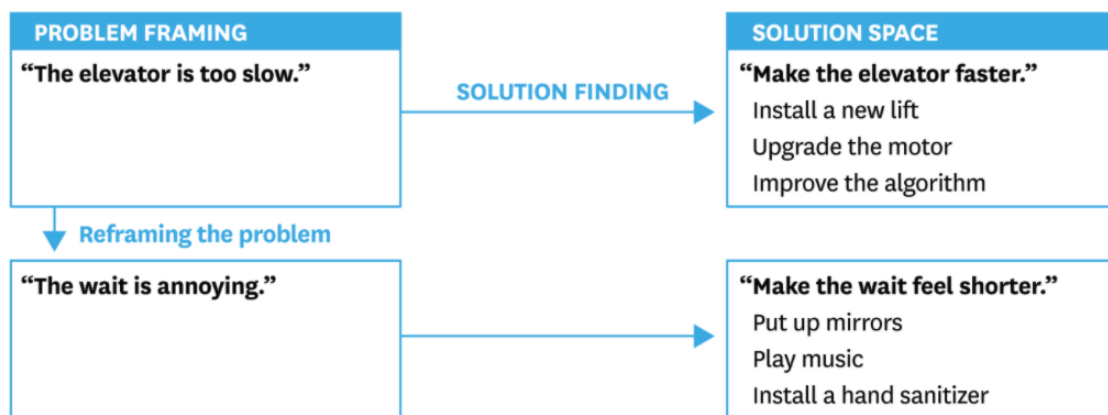 PROBLEM FRAMING
“The elevator is too slow.”
SOLUTION FINDING
SOLUTION SPACE
“Make the elevator faster.”
Install a new lift
Upgrade the motor
Improve the algorithm
Reframing the problem
“The wait is annoying.”
“Make the wait feel shorter.”
Put up mirrors
Play music
Install a hand sanitizer